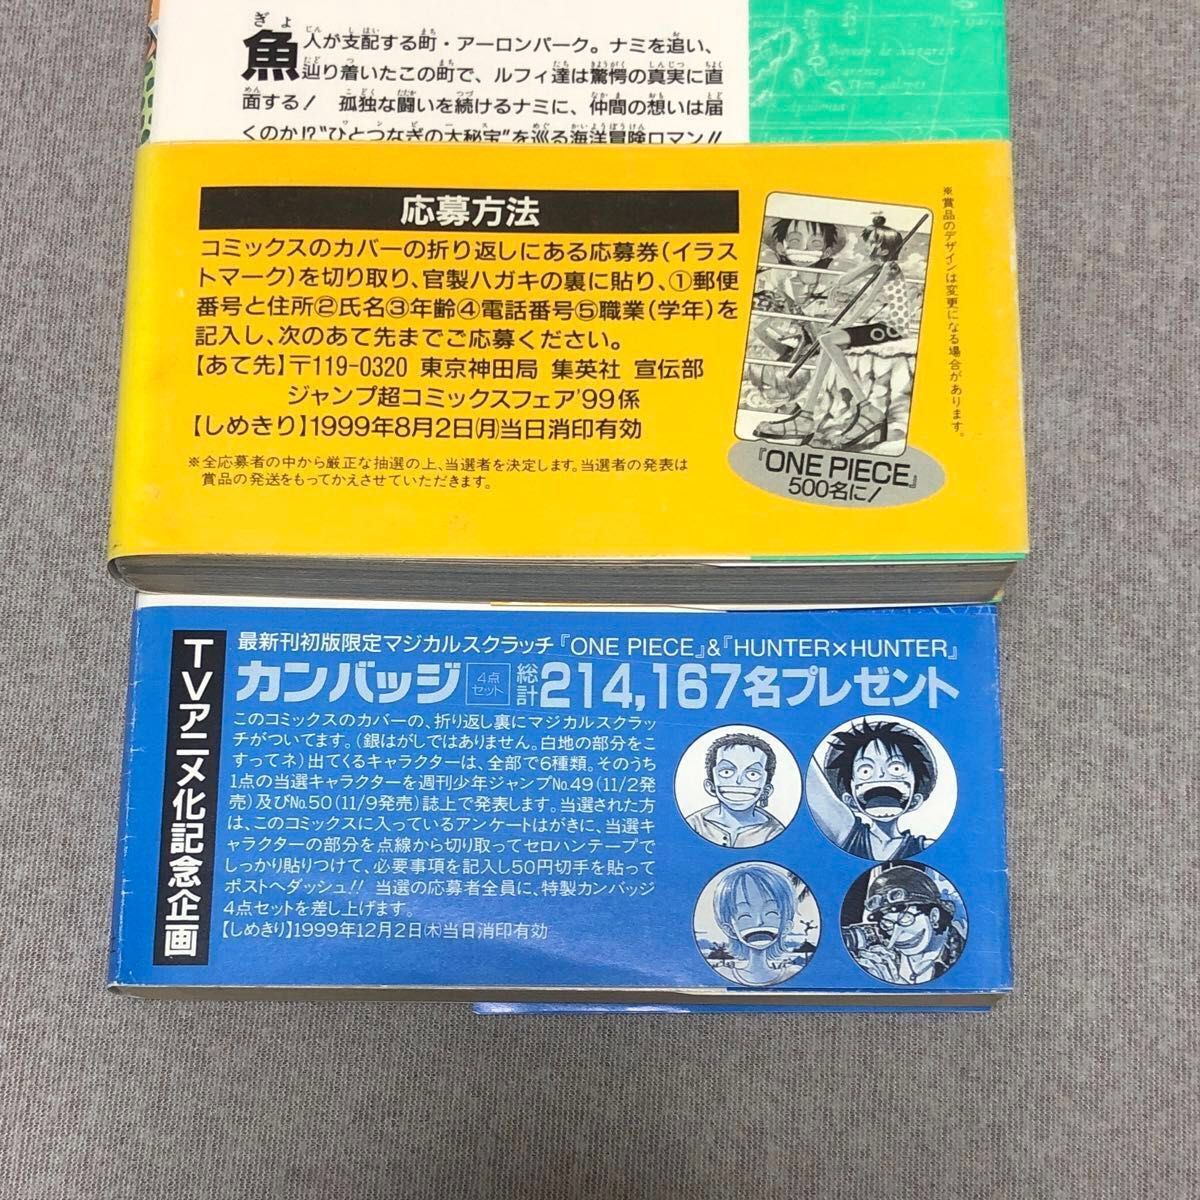 魚人が支配する町・アーロンパーク。ナミを追い、
辿り着いたこの町で、ルフィ達は驚愕の真実に直
面する! 孤独な闘いを続けるナミに、仲間の想いは届
くのか!?"ひとつなぎの大秘宝"を巡る海洋冒険ロマン!!
応募方法
コミックスのカバーの折り返しにある応募券(イラス
トマーク)を切り取り、官製ハガキの裏に貼り、①郵便
番号と住所②氏名③年齢④電話番号⑤職業(学年)を
記入し、次のあて先までご応募ください。
【あて先】〒119-0320 東京神田局 集英社 宣伝部
ジャンプ超コミックスフェア'99係
【しめきり】1999年8月2日(月)当日消印有効
※全応募者の中から厳正な抽選の上、当選者を決定します。当選者の発表は
賞品の発送をもってかえさせていただきます。
『ONE PIECE』
500名に!
※賞品のデザインは変更になる場合があります。
TVアニメ化記念企画
最新刊初版限定マジカルスクラッチ『ONE PIECE』&『HUNTER×HUNTER』
カンバッジ 4点セット 総計214,167名プレゼント
このコミックスのカバーの、折り返し裏にマジカルスクラッ
チがついてます。(銀はがしではありません。白地の部分をこ
すってネ)出てくるキャラクターは、全部で6種類。そのうち
1点の当選キャラクターを週刊少年ジャンプNo.49(11/2発
売)及びNo.50(11/9発売)誌上で発表します。当選された方
は、このコミックスに入っているアンケートはがきに、当選キ
ャラクターの部分を点線から切り取ってセロハンテープで
しっかり貼りつけて、必要事項を記入し50円切手を貼って
ポストへダッシュ!! 当選の応募者全員に、特製カンバッジ
4点セットを差し上げます。
【しめきり】1999年12月2日(木)当日消印有効